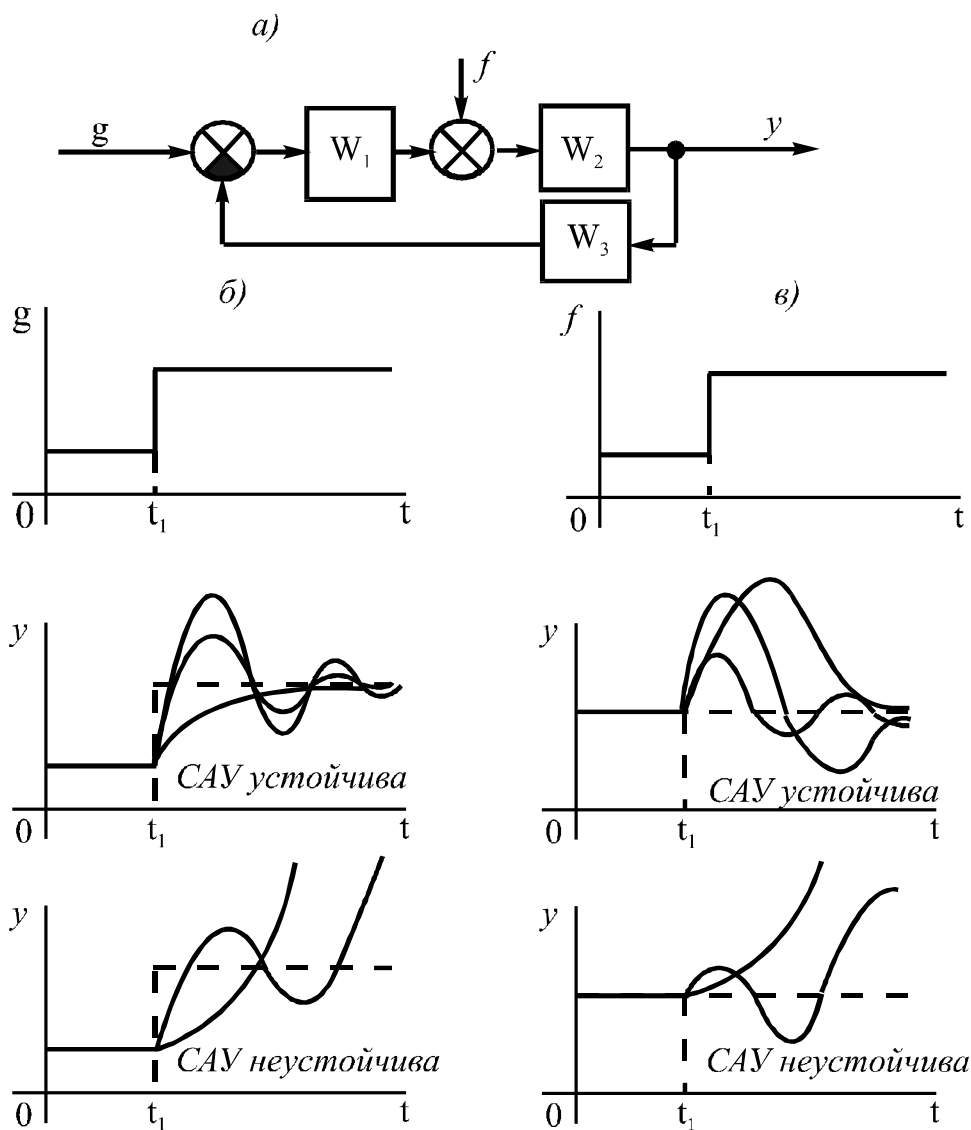 а)
f
g
W1
W2
y
W3
б)
в)
g
f
0
t1
t
0
t1
t
y
y
САУ устойчива
САУ устойчива
0
t1
t
0
t1
t
y
y
САУ неустойчива
САУ неустойчива
0
t1
t
0
t1
t